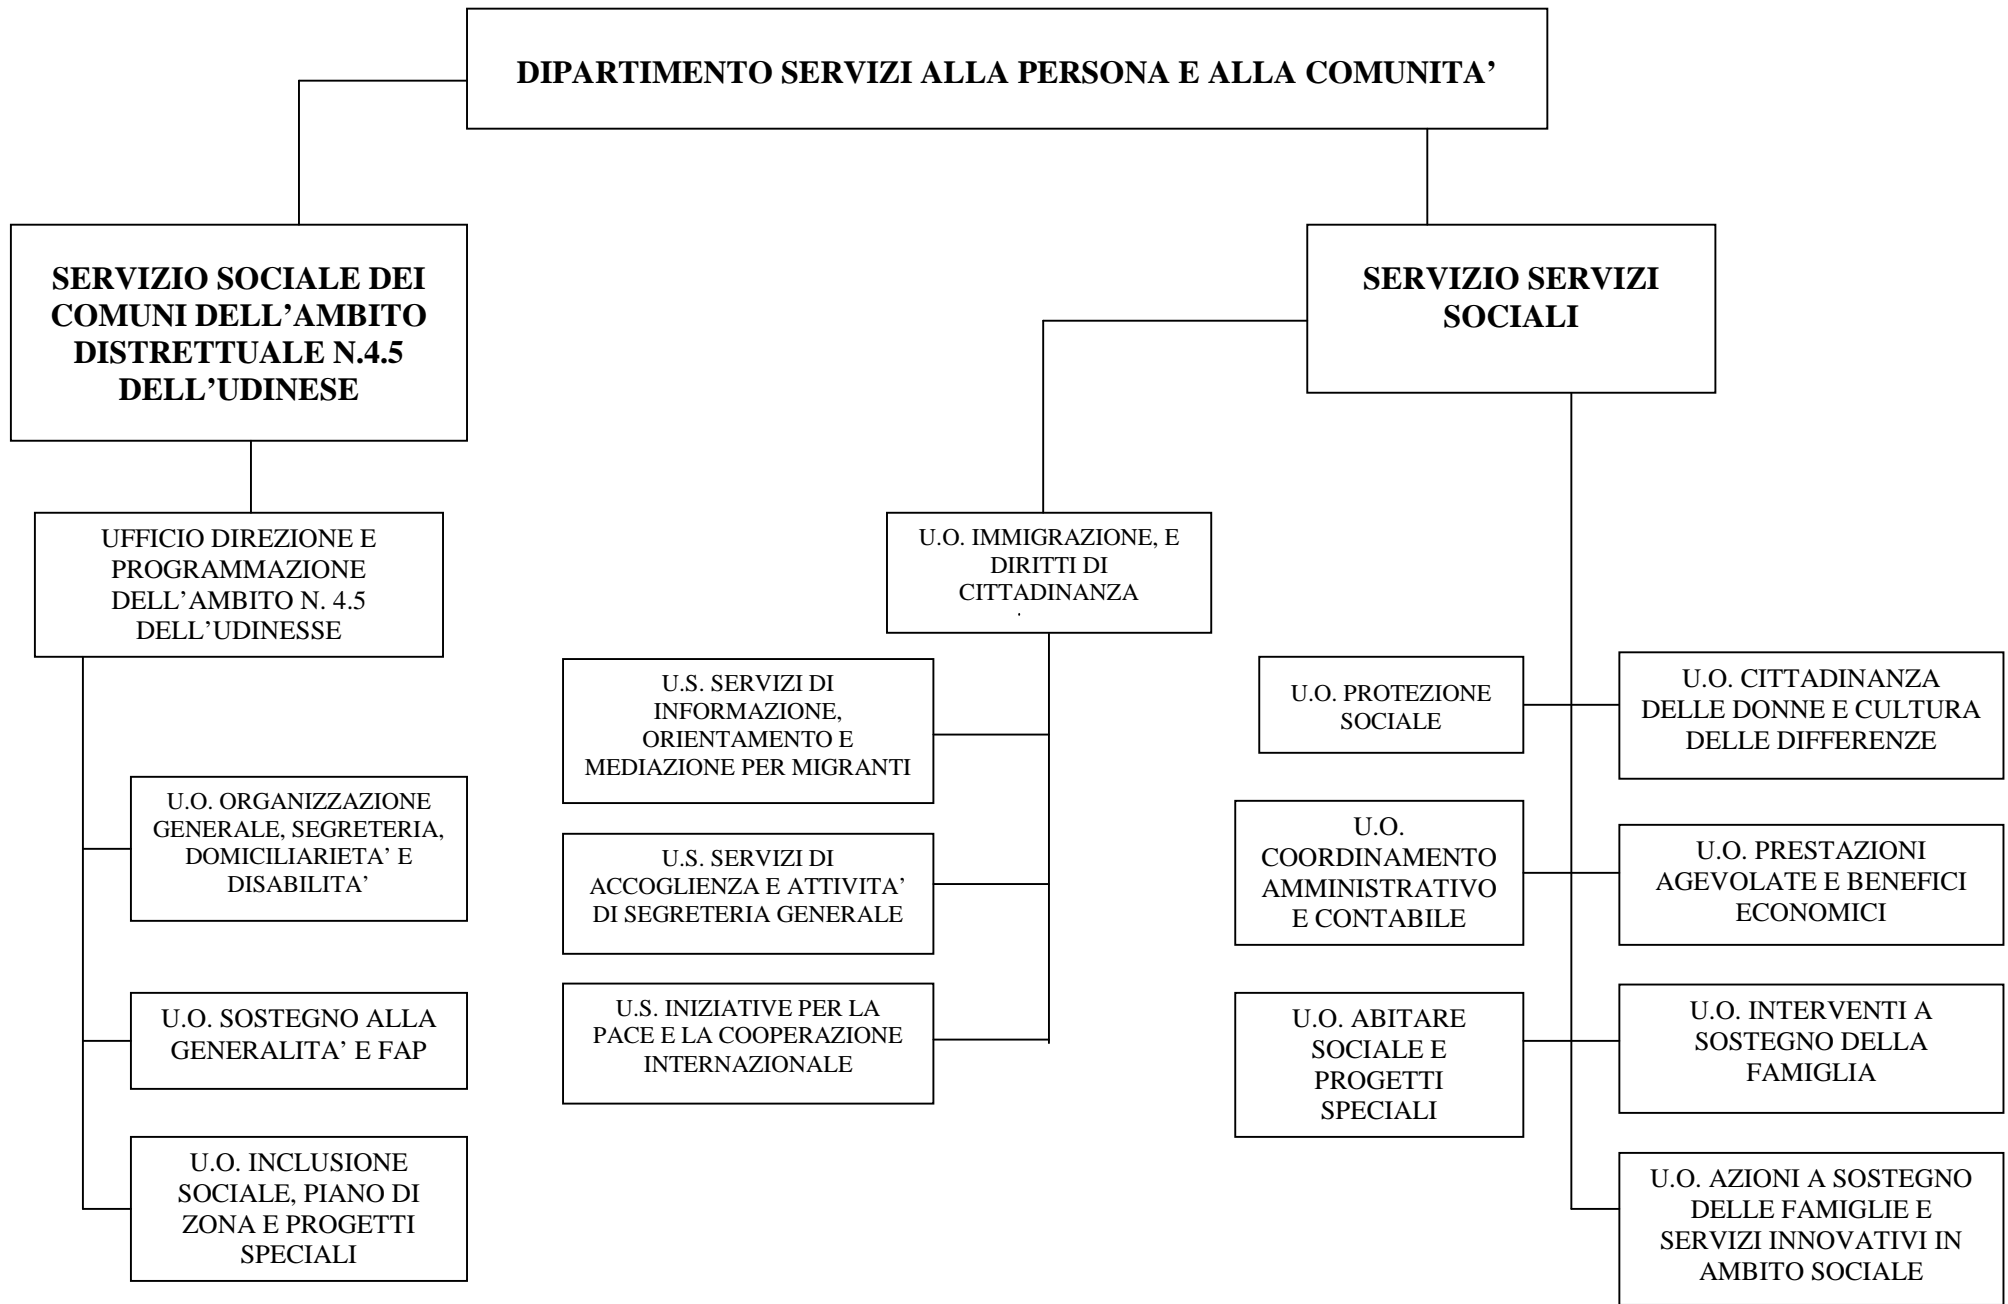 DIPARTIMENTO SERVIZI ALLA PERSONA E ALLA COMUNITA’
SERVIZIO SOCIALE DEI
COMUNI DELL’AMBITO
DISTRETTUALE N.4.5
DELL’UDINESE
SERVIZIO SERVIZI
SOCIALI
UFFICIO DIREZIONE E
PROGRAMMAZIONE
DELL’AMBITO N. 4.5
DELL’UDINESSE
U.O. ORGANIZZAZIONE
GENERALE, SEGRETERIA,
DOMICILIARIETA’ E
DISABILITA’
U.O. SOSTEGNO ALLA
GENERALITA’ E FAP
U.O. INCLUSIONE
SOCIALE, PIANO DI
ZONA E PROGETTI
SPECIALI
U.O. IMMIGRAZIONE, E
DIRITTI DI
CITTADINANZA
.
U.S. SERVIZI DI
INFORMAZIONE,
ORIENTAMENTO E
MEDIAZIONE PER MIGRANTI
U.S. SERVIZI DI
ACCOGLIENZA E ATTIVITA’
DI SEGRETERIA GENERALE
U.S. INIZIATIVE PER LA
PACE E LA COOPERAZIONE
INTERNAZIONALE
U.O. PROTEZIONE
SOCIALE
U.O. CITTADINANZA
DELLE DONNE E CULTURA
DELLE DIFFERENZE
U.O.
COORDINAMENTO
AMMINISTRATIVO
E CONTABILE
U.O. PRESTAZIONI
AGEVOLATE E BENEFICI
ECONOMICI
U.O. ABITARE
SOCIALE E
PROGETTI
SPECIALI
U.O. INTERVENTI A
SOSTEGNO DELLA
FAMIGLIA
U.O. AZIONI A SOSTEGNO
DELLE FAMIGLIE E
SERVIZI INNOVATIVI IN
AMBITO SOCIALE